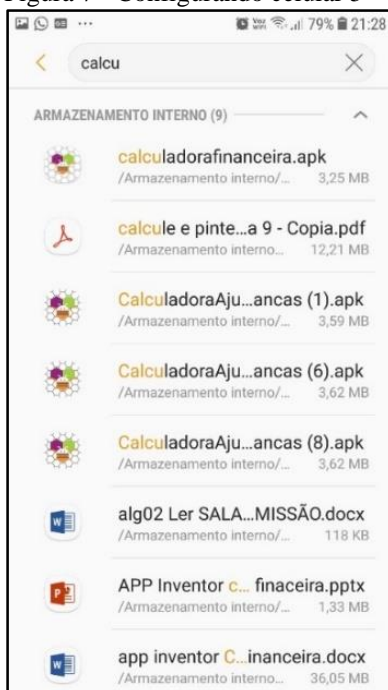 Figura 7 – Configurando celular 3
79% 21:28
calcu
ARMAZENAMENTO INTERNO (9)
calculadorafinanceira.apk
/Armazenamento interno/... 3,25 MB
calcule e pinte...a 9 - Copia.pdf
/Armazenamento interno... 12,21 MB
CalculadoraAju...ancas (1).apk
/Armazenamento interno/... 3,59 MB
CalculadoraAju...ancas (6).apk
/Armazenamento interno/... 3,62 MB
CalculadoraAju...ancas (8).apk
/Armazenamento interno/... 3,62 MB
alg02 Ler SALA...MISSÃO.docx
/Armazenamento interno/... 118 KB
APP Inventor c... finaceira.pptx
/Armazenamento interno/... 1,33 MB
app inventor C...inanceira.docx
/Armazenamento interno... 36,05 MB